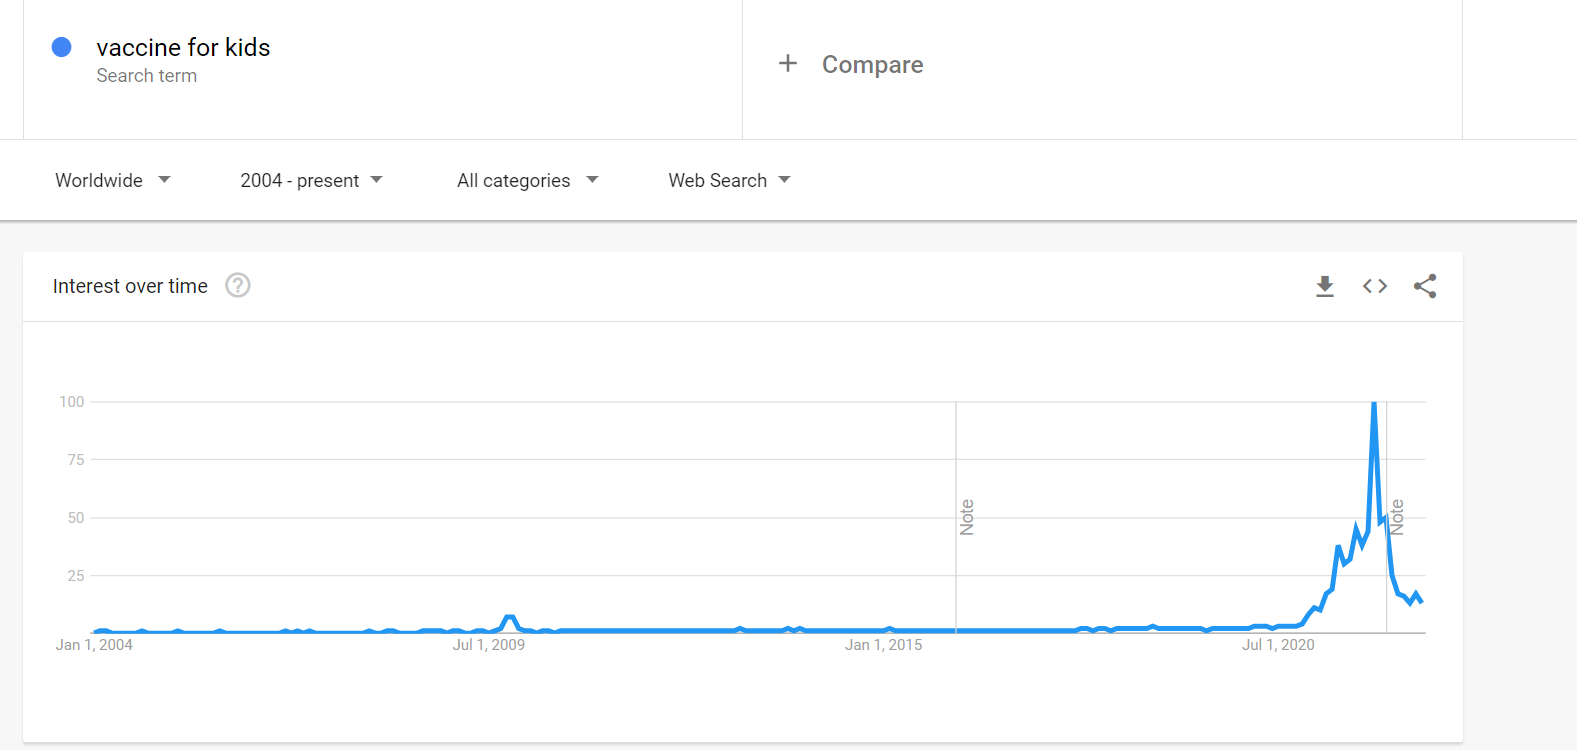 vaccine for kids
Search term
+ Compare
Worldwide
2004 - present
All categories
Web Search
Interest over time ?
100
75
50
25
Note
Note
Jan 1, 2004
Jul 1, 2009
Jan 1, 2015
Jul 1, 2020